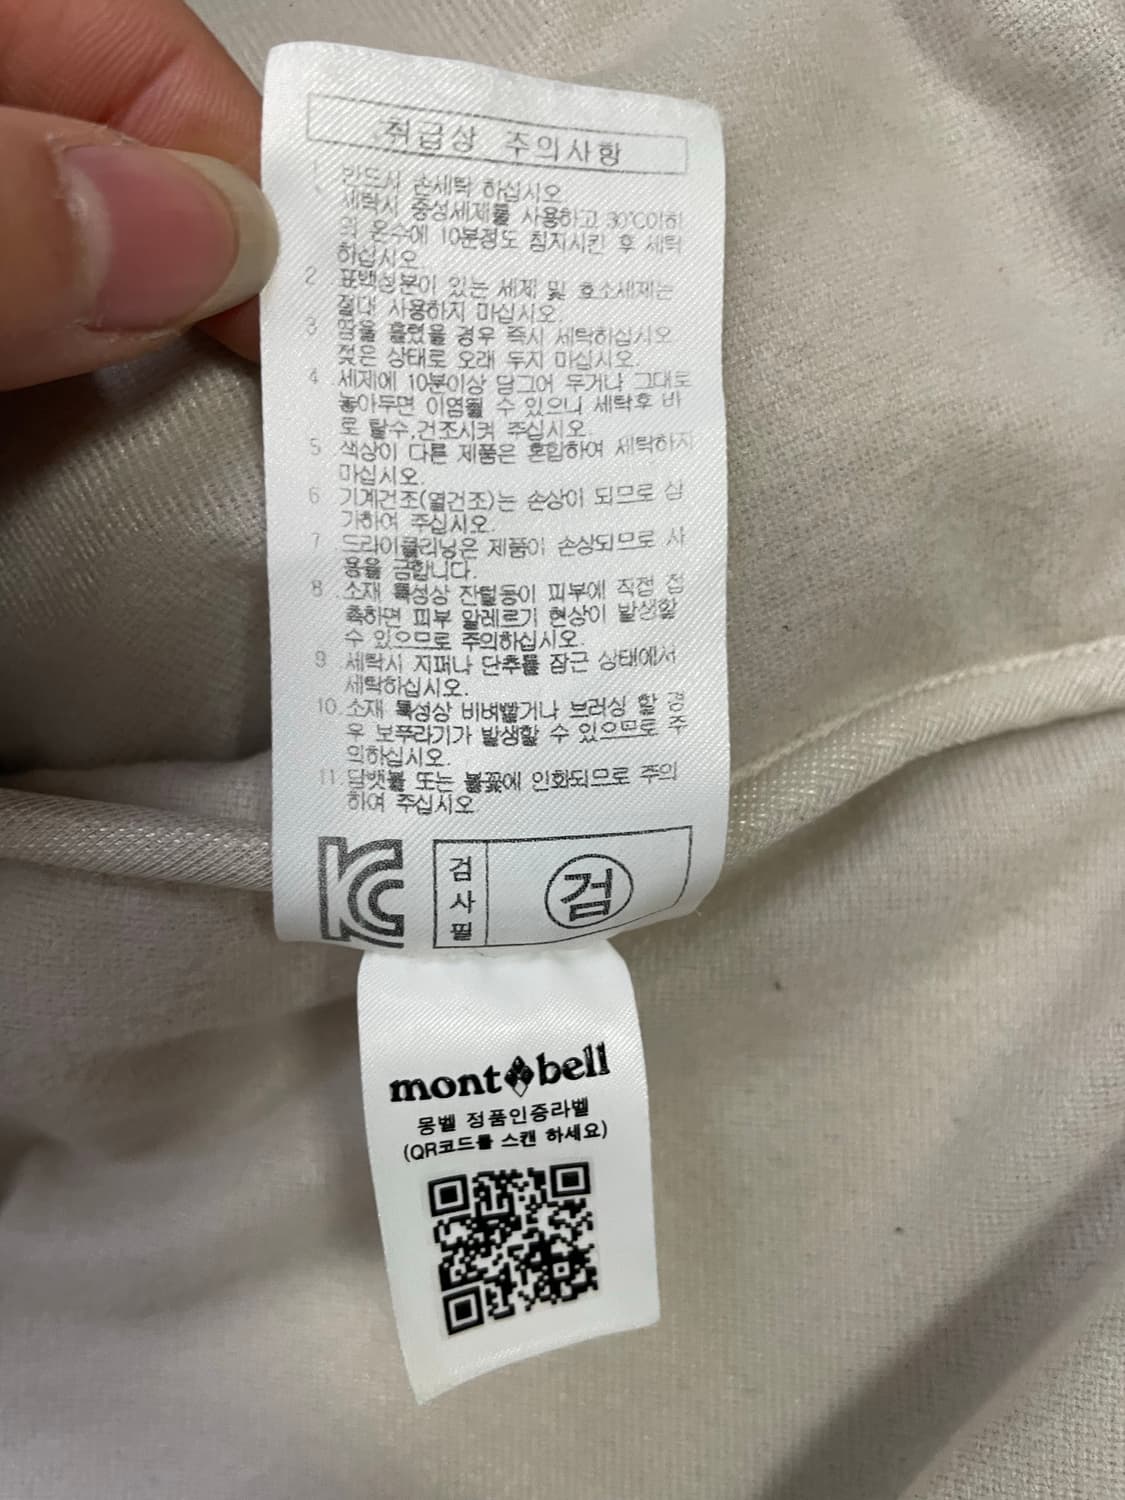 취급상 주의사항
1. 반드시 손세탁 하십시오.
세탁시 중성세제를 사용하고 30℃이하
의 온수에 10분정도 침지시킨 후 세탁
하십시오.
2. 표백성분이 있는 세제 및 효소세제는
절대 사용하지 마십시오.
3. 땀을 흘렸을 경우 즉시 세탁하십시오
젖은 상태로 오래 두지 마십시오.
4. 세제에 10분이상 담그어 두거나 그대로
놓아두면 이염될 수 있으니 세탁후 바
로 탈수,건조시켜 주십시오.
5. 색상이 다른 제품은 혼합하여 세탁하지
마십시오.
6. 기계건조(열건조)는 손상이 되므로 삼
가하여 주십시오.
7. 드라이클리닝은 제품이 손상되므로 사
용을 금합니다.
8. 소재 특성상 잔털등이 피부에 직접 접
촉하면 피부 알레르기 현상이 발생할
수 있으므로 주의하십시오.
9. 세탁시 지퍼나 단추를 잠근 상태에서
세탁하십시오.
10. 소재 특성상 비벼빨거나 브러싱 할 경
우 보푸라기가 발생할 수 있으므로 주
의하십시오.
11. 담뱃불 또는 불꽃에 인화되므로 주의
하여 주십시오
KC
검사필
검
mont bell
몽벨 정품인증라벨
(QR코드를 스캔 하세요)